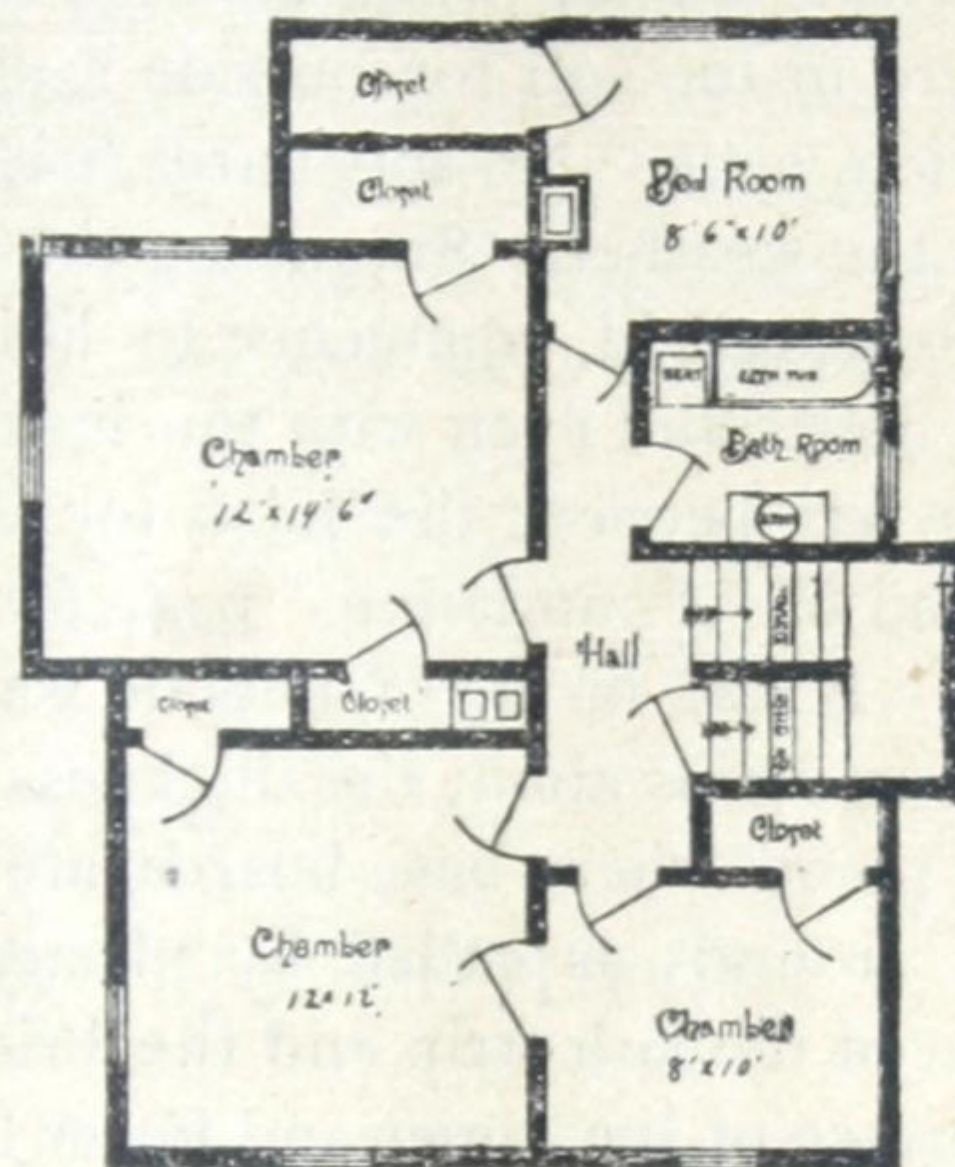 Closet
Closet
Bed Room
8' 6" x 10'
SEAT
BATH TUB
Bath Room
Chamber
12' x 14' 6"
Hall
Closet
Closet
Closet
Chamber
12 x 12'
Chamber
8' x 10'